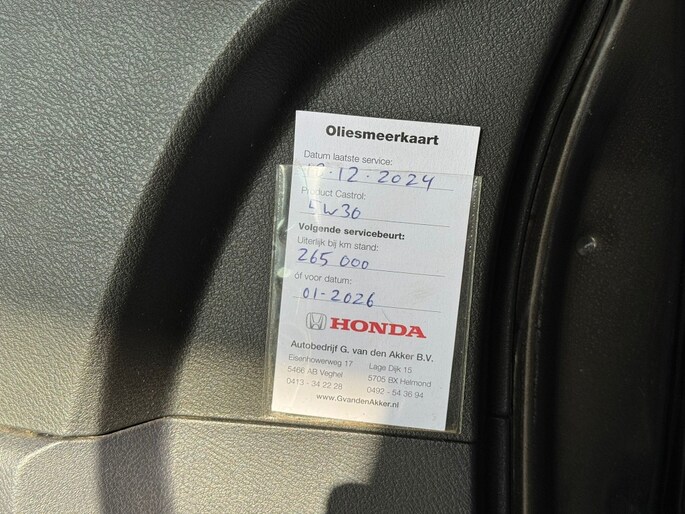 Oliesmeerkaart
Datum laatste service:
-12-2024
Product Castrol:
5W30
Volgende servicebeurt:
Uiterlijk bij km stand:
265 000
óf voor datum:
01-2026
HONDA
Autobedrijf G. van den Akker B.V.
Eisenhowerweg 17 Lage Dijk 15
5466 AB Veghel 5705 BX Helmond
0413 - 34 22 28 0492 - 54 36 94
www.GvandenAkker.nl